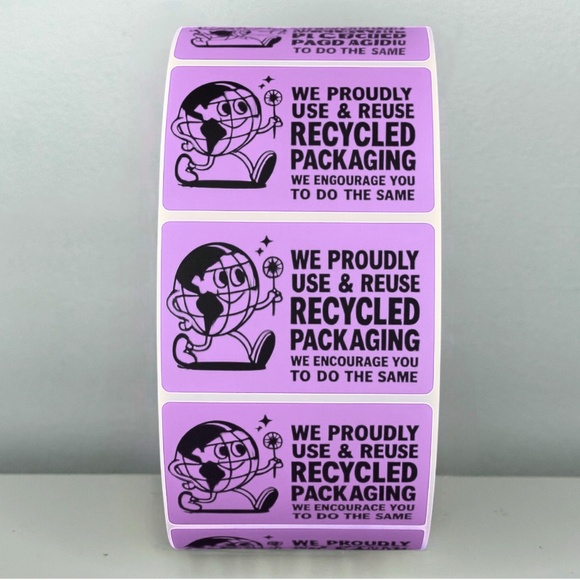 TO DO THE SAME
WE PROUDLY
USE & REUSE
RECYCLED
PACKAGING
WE ENGOURAGE YOU
TO DO THE SAME
WE PROUDLY
USE & REUSE
RECYCLED
PACKAGING
WE ENCOURAGE YOU
TO DO THE SAME
WE PROUDLY
USE & REUSE
RECYCLED
PACKAGING
WE ENCOURACE YOU
TO DO THE SAME
WE PROUDLY